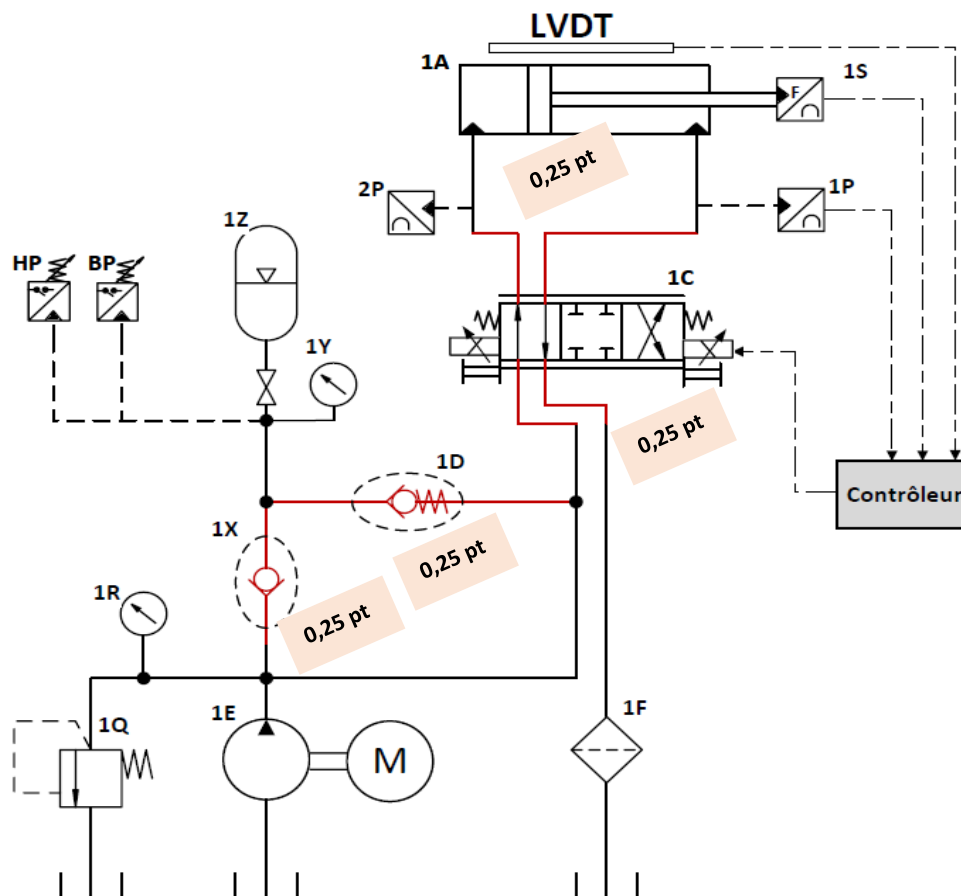 LVDT
1A
1S
F
0,25 pt
2P
1P
1Z
HP
BP
1C
1Y
0,25 pt
1D
Contrôleur
1X
0,25 pt
1R
0,25 pt
1E
1Q
1F
M